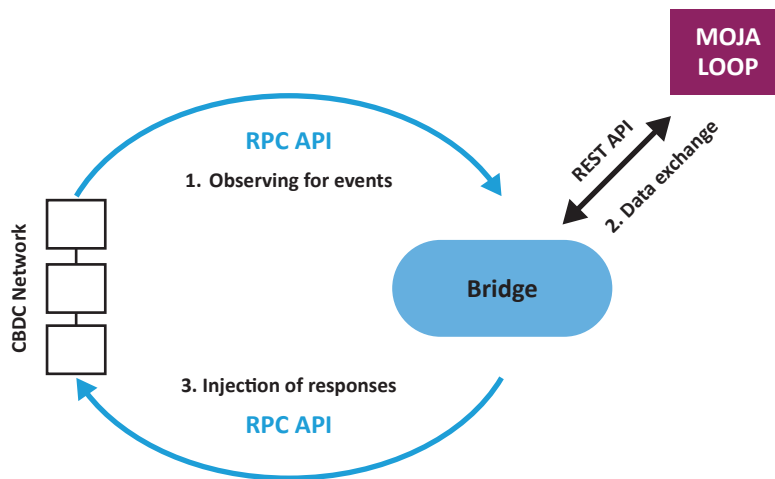 MOJA
LOOP
RPC API
REST API
1. Observing for events
2. Data exchange
CBDC Network
Bridge
3. Injection of responses
RPC API